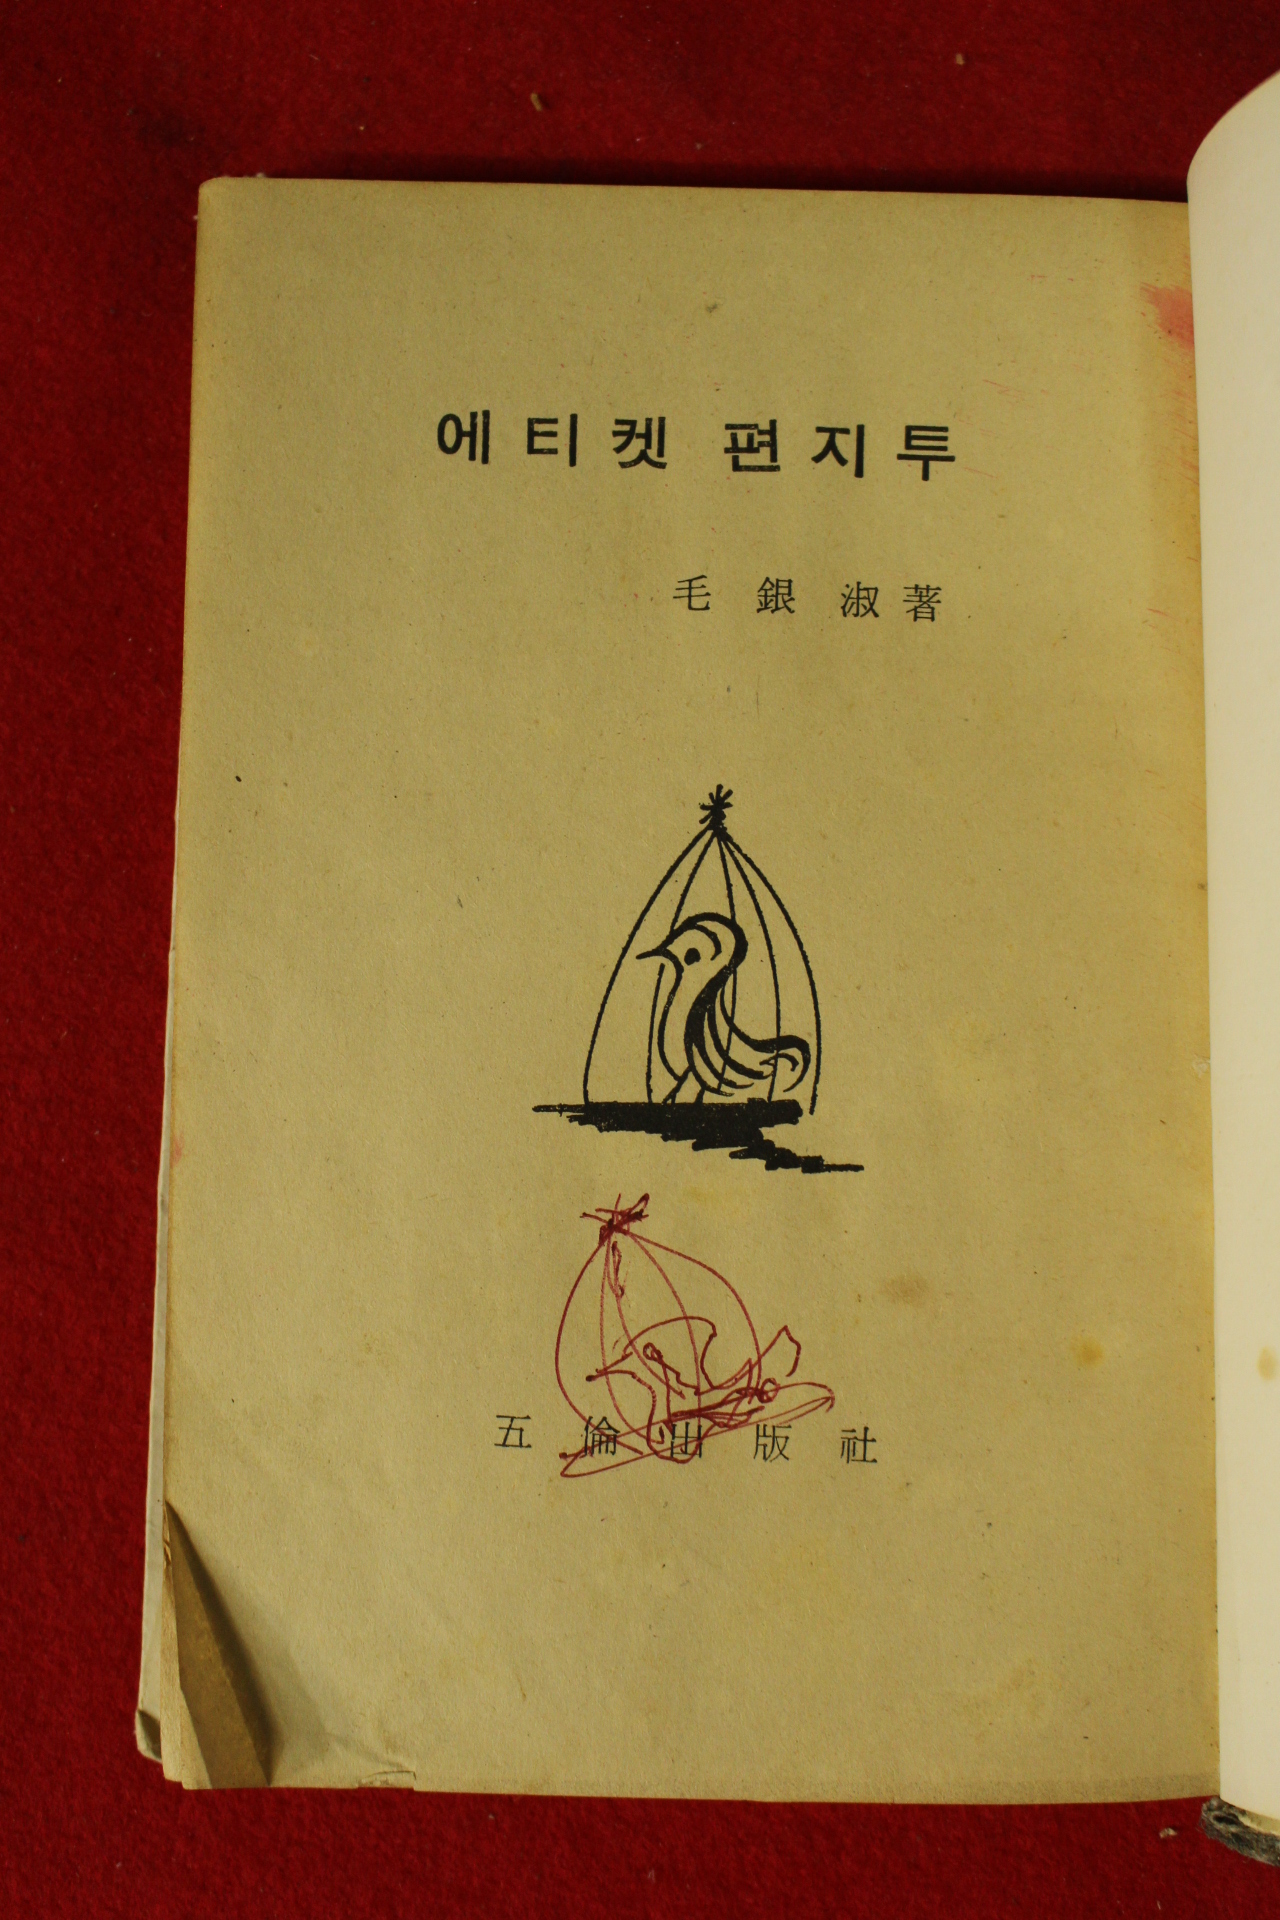 에티켓 편지투
毛銀淑著
五倫出版社